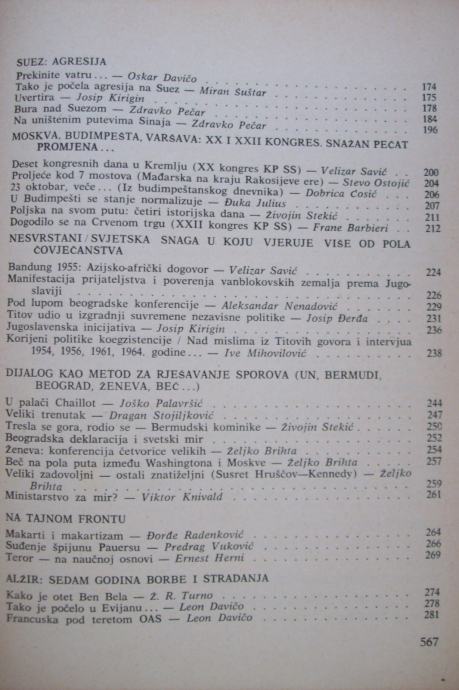 SUEZ: AGRESIJA
Prekinite vatru... — Oskar Davičo . . . . . . . . . . 174
Tako je počela agresija na Suez — Miran Šuštar . . . . . . . 175
Uvertira — Josip Kirigin . . . . . . . . . . 178
Bura nad Suezom — Zdravko Pečar . . . . . . . . . . 184
Na uništenim putevima Sinaja — Zdravko Pečar . . . . . . . 196
MOSKVA, BUDIMPEŠTA, VARŠAVA: XX I XXII KONGRES. SNAŽAN PEČAT
PROMJENA...
Deset kongresnih dana u Kremlju (XX kongres KP SS) — Velizar Savić . . 200
Proljeće kod 7 mostova (Mađarska na kraju Rakosijeve ere) — Stevo Ostojić 204
23 oktobar, veče... (Iz budimpeštanskog dnevnika) — Dobrica Ćosić . . 206
U Budimpešti se stanje normalizuje — Đuka Julius . . . . . . 207
Poljska na svom putu: četiri istorijska dana — Živojin Stekić . . . . 211
Dogodilo se na Crvenom trgu (XXII kongres KP SS) — Frane Barbieri . . 212
NESVRSTANI / SVJETSKA SNAGA U KOJU VJERUJE VIŠE OD POLA
ČOVJEČANSTVA
Bandung 1955: Azijsko-afrički dogovor — Velizar Savić . . . . . 224
Manifestacija prijateljstva i poverenja vanblokovskih zemalja prema Jugo-
slaviji . . . . . . . . . . 226
Pod lupom beogradske konferencije — Aleksandar Nenadović . . . . 229
Titov udio u izgradnji suvremene nezavisne politike — Josip Đerđa . . . 231
Jugoslavenska inicijativa — Josip Kirigin . . . . . . . 236
Korijeni politike koegzistencije / Nad mislima iz Titovih govora i intervjua
1954, 1956, 1961, 1964, godine... — Ive Mihovilović . . . . . 238
DIJALOG KAO METOD ZA RJEŠAVANJE SPOROVA (UN, BERMUDI,
BEOGRAD, ŽENEVA, BEČ...)
U palači Chaillot — Joško Palavršić . . . . . . . . 244
Veliki trenutak — Dragan Stojiljković . . . . . . . . 247
Tresla se gora, rodio se — Bermudski kominike — Živojin Stekić . . . . 250
Beogradska deklaracija i svetski mir . . . . . . . . 252
Ženeva: konferencija četvorice velikih — Željko Brihta . . . . . 254
Beč na pola puta između Washingtona i Moskve — Željko Brihta . . . . 257
Veliki zadovoljni — ostali znatiželjni (Susret Hruščov—Kennedy) — Željko
Brihta . . . . . . . . . . 259
Ministarstvo za mir? — Viktor Knivald . . . . . . . . 261
NA TAJNOM FRONTU
Makarti i makartizam — Đorđe Radenković . . . . . . . 264
Suđenje špijunu Pauersu — Predrag Vuković . . . . . . . 266
Teror — na naučnoj osnovi — Ernest Herni . . . . . . . 269
ALŽIR: SEDAM GODINA BORBE I STRADANJA
Kako je otet Ben Bela — Ž. R. Turno . . . . . . . . 274
Tako je počelo u Evijanu... — Leon Davičo . . . . . . . 278
Francuska pod teretom OAS — Leon Davičo . . . . . . . 281
567